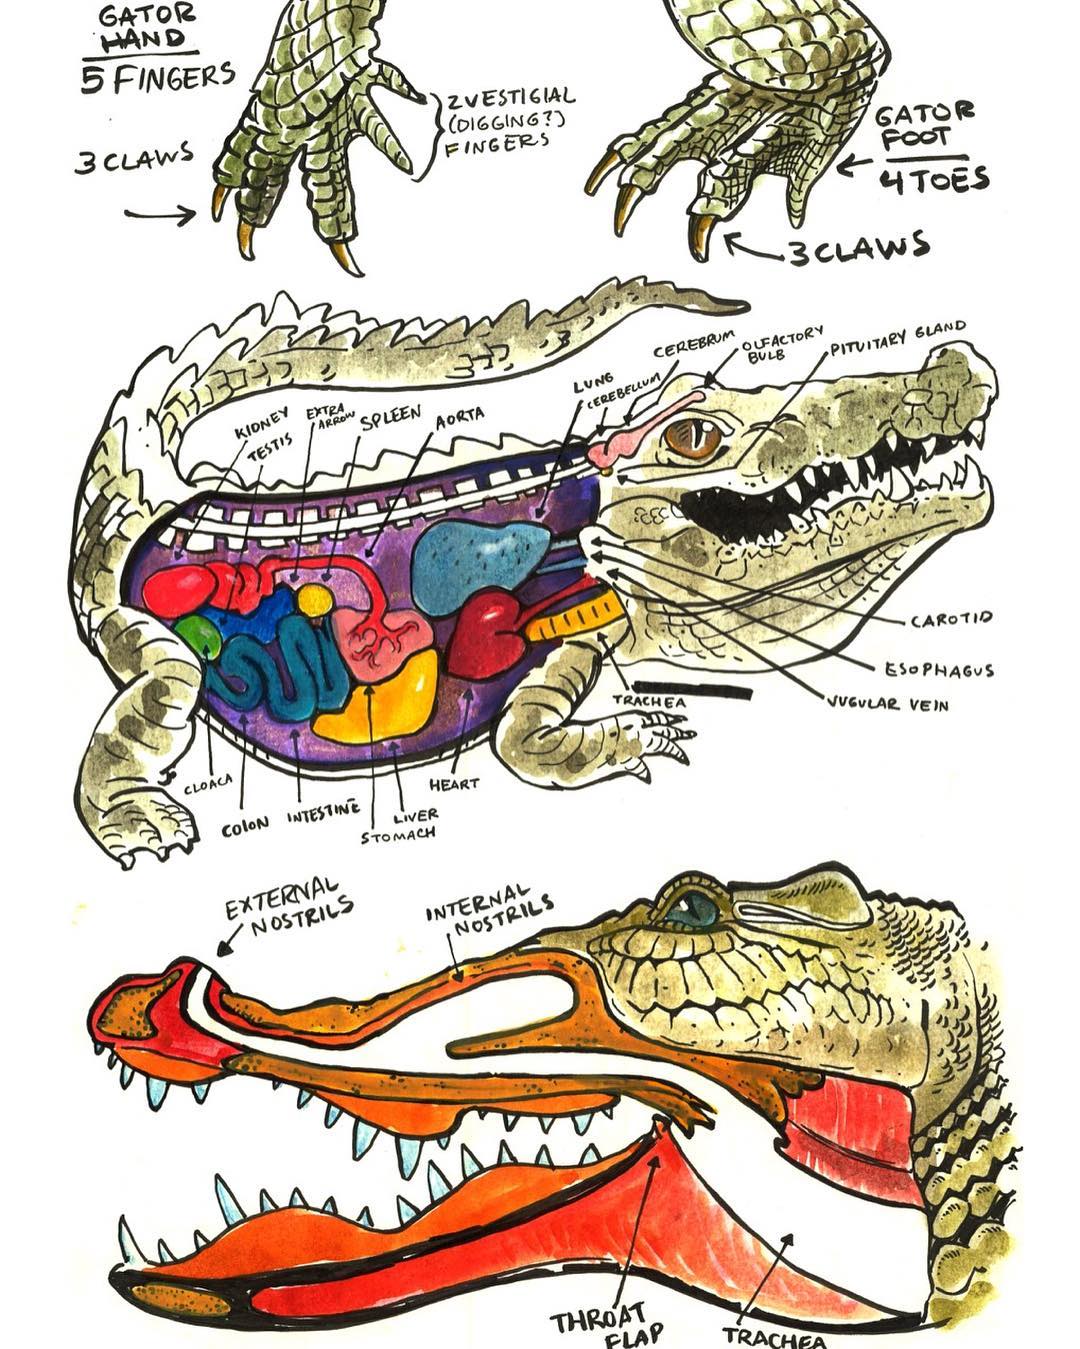 GATOR
HAND
5 FINGERS
3 CLAWS
2 VESTIGIAL
(DIGGING?)
FINGERS
GATOR
FOOT
4 TOES
3 CLAWS
KIDNEY
TESTIS
EXTRA
ARROW
SPLEEN
AORTA
LUNG
CEREBELLUM
CEREBRUM
OLFACTORY
BULB
PITUITARY GLAND
CAROTID
ESOPHAGUS
JUGULAR VEIN
TRACHEA
CLOACA
COLON
INTESTINE
STOMACH
LIVER
HEART
EXTERNAL
NOSTRILS
INTERNAL
NOSTRILS
THROAT
FLAP
TRACHEA